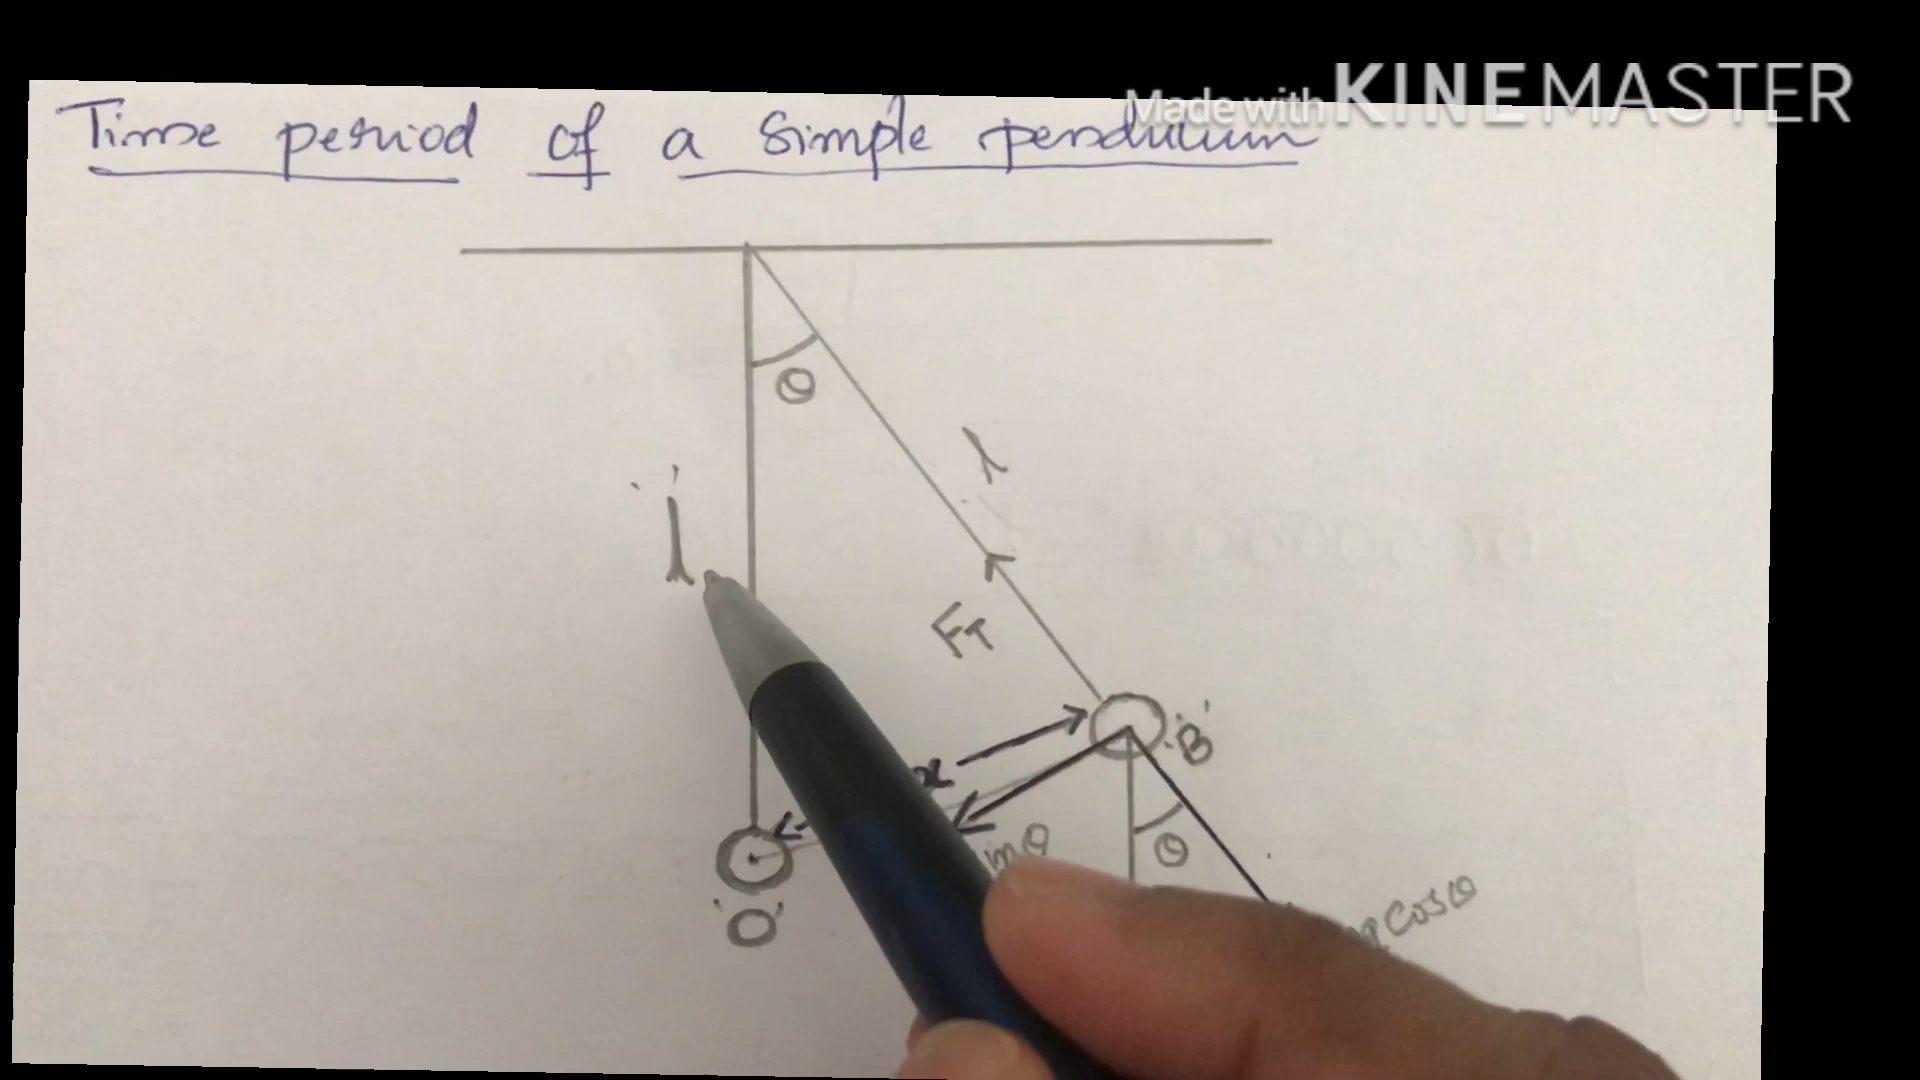 Made with KINEMASTER
Time period of a simple pendulum
θ
l
'l'
FT
x
'B'
θ
'O'